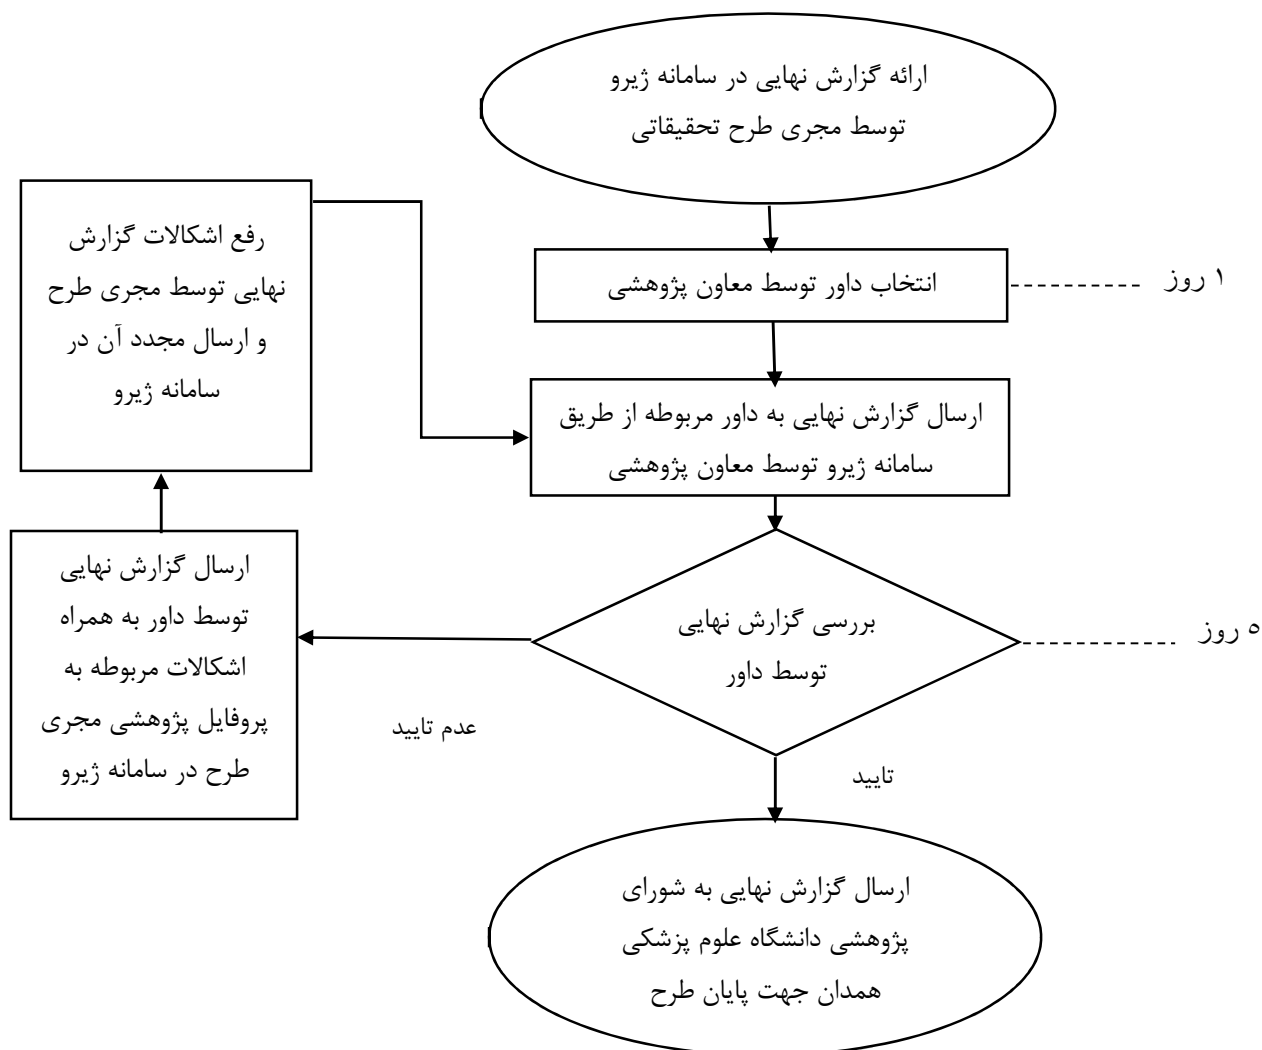 ارائه گزارش نهایی در سامانه ژیرو
توسط مجری طرح تحقیقاتی
انتخاب داور توسط معاون پژوهشی
۱ روز
ارسال گزارش نهایی به داور مربوطه از طریق
سامانه ژیرو توسط معاون پژوهشی
بررسی گزارش نهایی
توسط داور
۵ روز
عدم تایید
تایید
ارسال گزارش نهایی
توسط داور به همراه
اشکالات مربوطه به
پروفایل پژوهشی مجری
طرح در سامانه ژیرو
رفع اشکالات گزارش
نهایی توسط مجری طرح
و ارسال مجدد آن در
سامانه ژیرو
ارسال گزارش نهایی به شورای
پژوهشی دانشگاه علوم پزشکی
همدان جهت پایان طرح